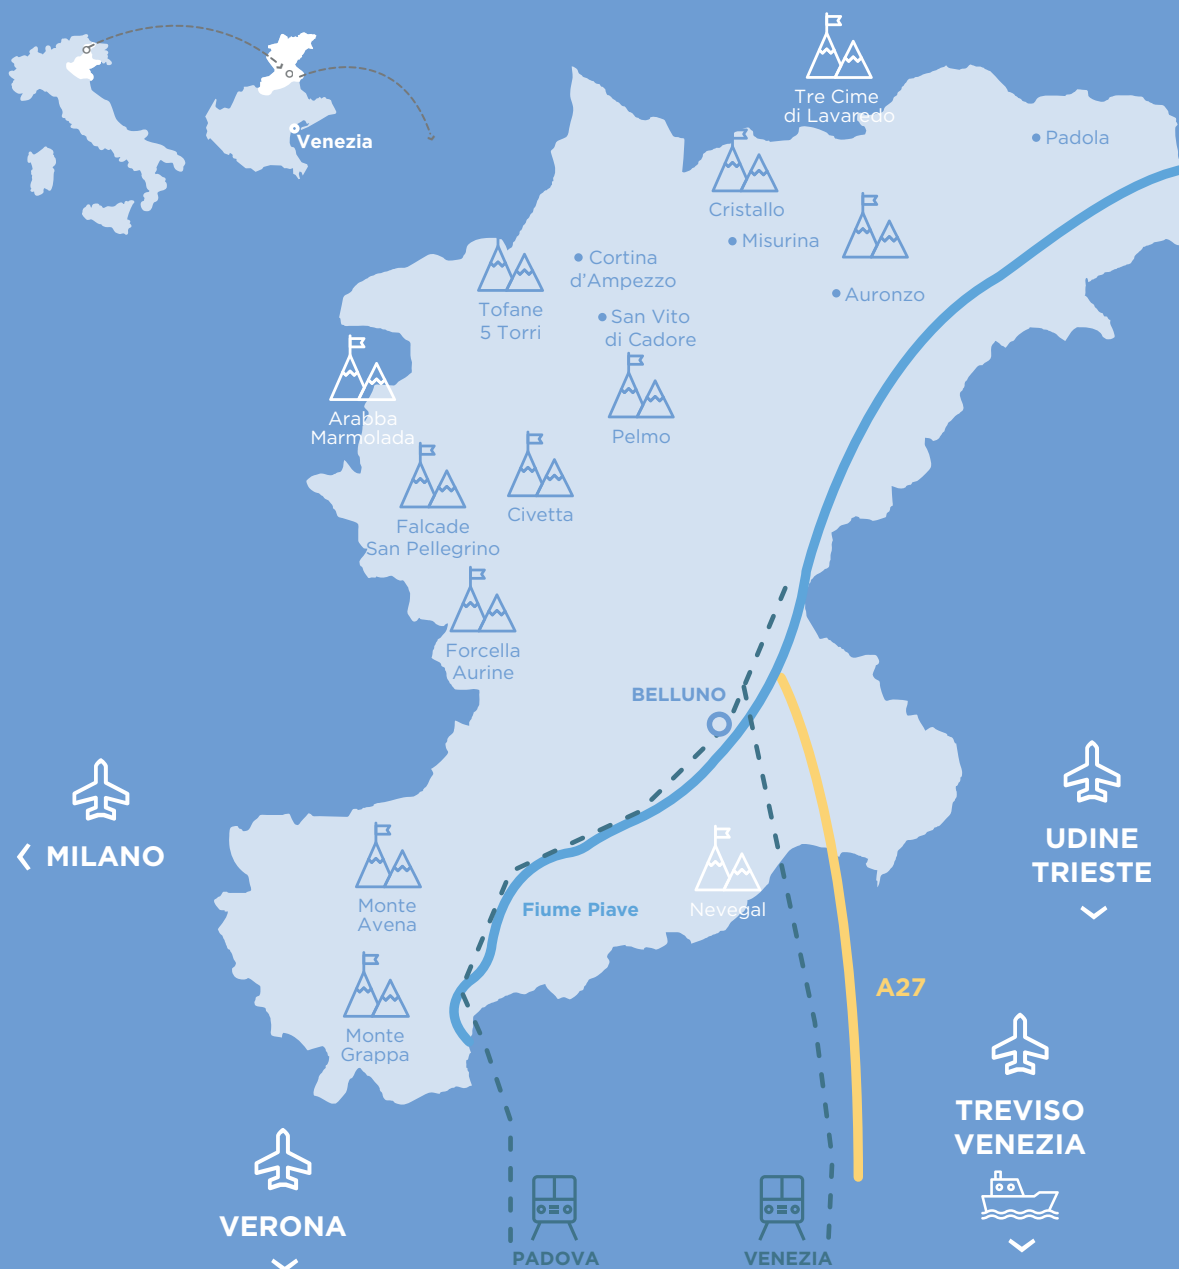 Tre Cime
di Lavaredo
Venezia
Padola
Cristallo
Misurina
Cortina
d'Ampezzo
Auronzo
Tofane
5 Torri
San Vito
di Cadore
Arabba
Marmolada
Pelmo
Civetta
Falcade
San Pellegrino
Forcella
Aurine
BELLUNO
MILANO
UDINE
TRIESTE
Monte
Avena
Fiume Piave
Nevegal
A27
Monte
Grappa
TREVISO
VENEZIA
VERONA
PADOVA
VENEZIA